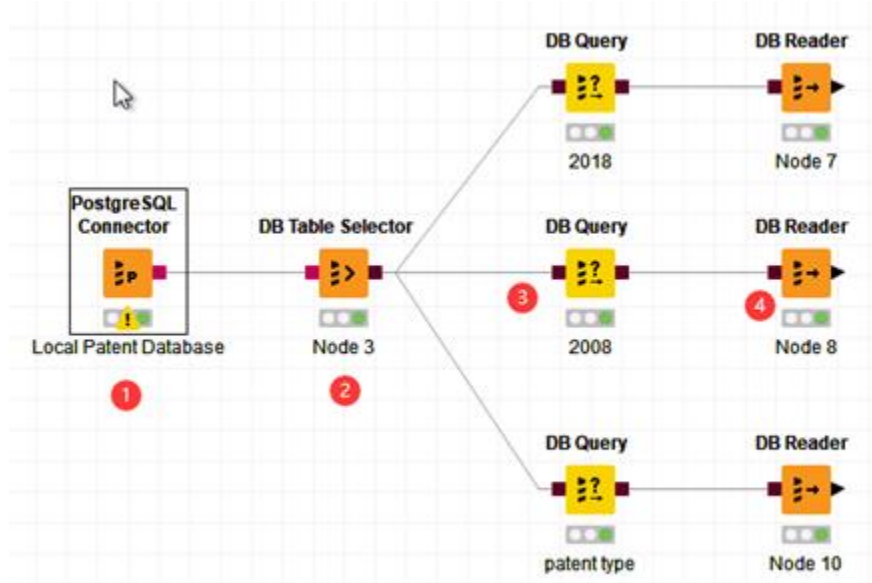 DB Query
DB Reader
2018
Node 7
PostgreSQL
Connector
DB Table Selector
DB Query
DB Reader
P
!
3
4
Local Patent Database
Node 3
2008
Node 8
1
2
DB Query
DB Reader
patent type
Node 10